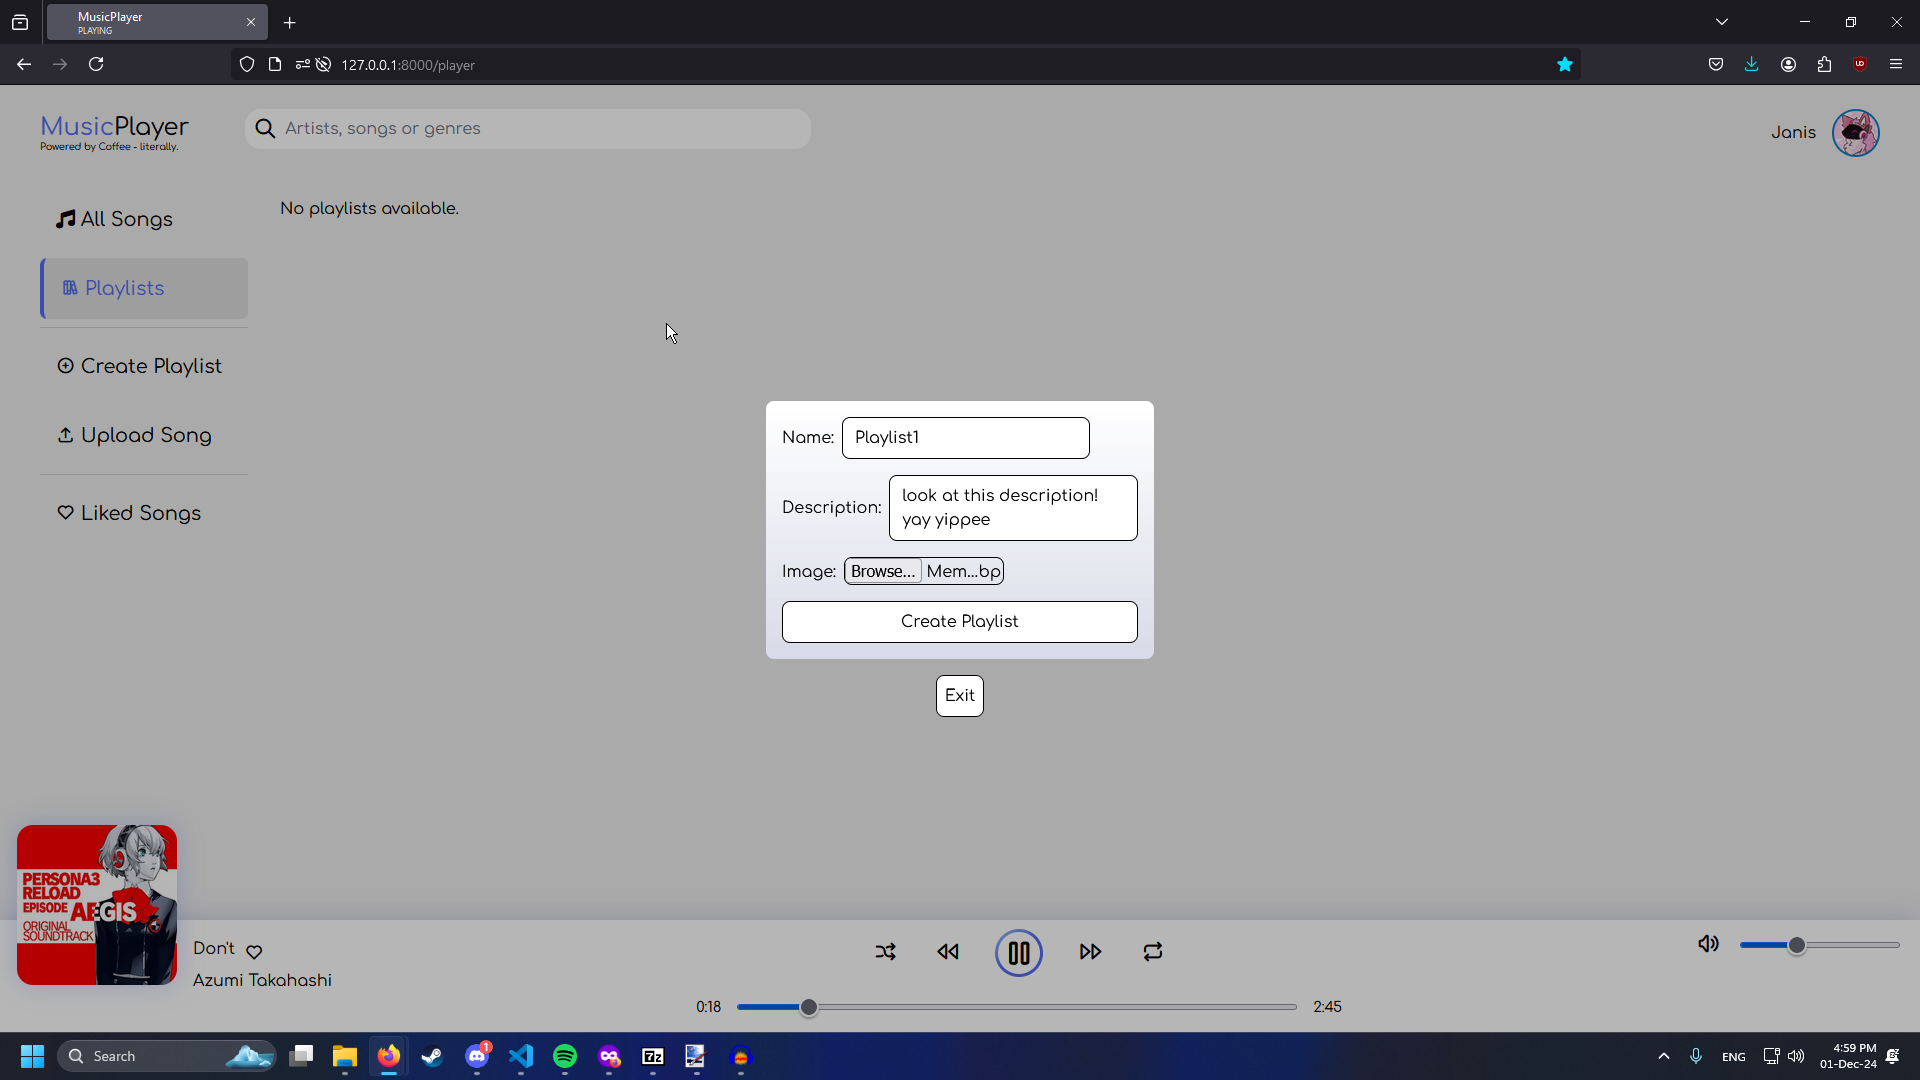 MusicPlayer
PLAYING
127.0.0.1:8000/player
MusicPlayer
Powered by Coffee - literally.
Artists, songs or genres
Janis
All Songs
Playlists
Create Playlist
Upload Song
Liked Songs
No playlists available.
Name: Playlist1
Description: look at this description!
yay yippee
Image: Browse... Mem...bp
Create Playlist
Exit
PERSONA3
RELOAD
EPISODE AEGIS
ORIGINAL
SOUNDTRACK
Don't
Azumi Takahashi
0:18
2:45
Search
1
7z
ENG
4:59 PM
01-Dec-24